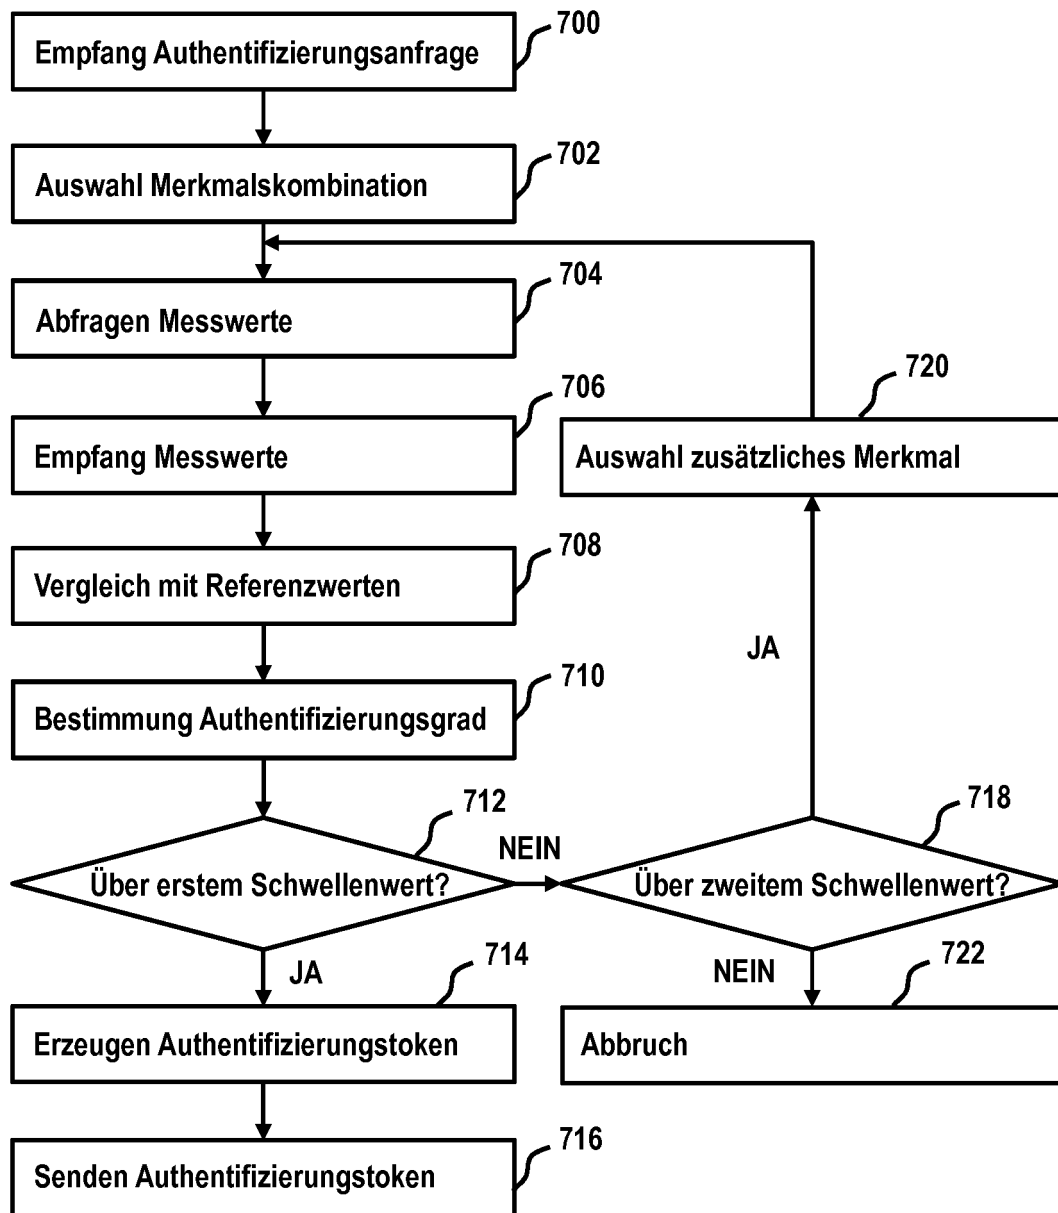 700
Empfang Authentifizierungsanfrage
702
Auswahl Merkmalskombination
704
Abfragen Messwerte
706
Empfang Messwerte
720
Auswahl zusätzliches Merkmal
708
Vergleich mit Referenzwerten
JA
710
Bestimmung Authentifizierungsgrad
712
NEIN
718
Über erstem Schwellenwert?
Über zweitem Schwellenwert?
JA
714
NEIN
722
Erzeugen Authentifizierungstoken
Abbruch
716
Senden Authentifizierungstoken